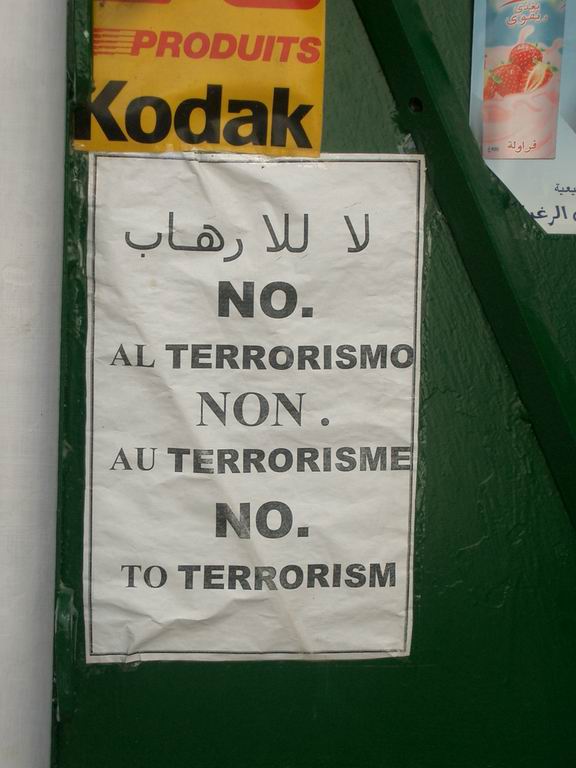 PRODUITS
Kodak
لا للارهاب
NO.
AL TERRORISMO
NON .
AU TERRORISME
NO.
TO TERRORISM
فراولة